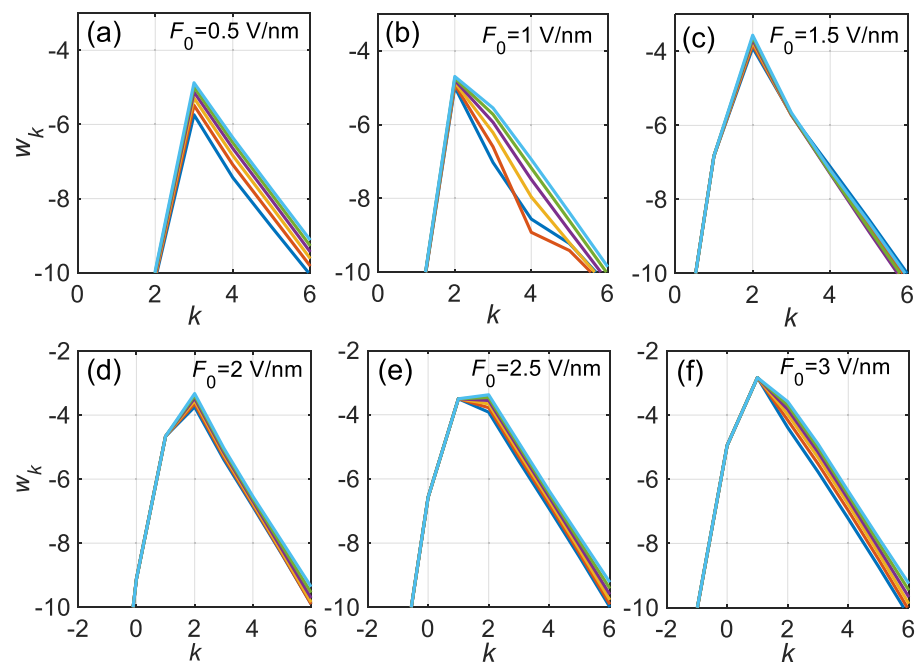 (a) F0=0.5 V/nm
-4
-6
-8
-10
wk
0 2 4 6
k
(b) F0=1 V/nm
-4
-6
-8
-10
0 2 4 6
k
(c) F0=1.5 V/nm
-4
-6
-8
-10
0 2 4 6
k
(d) F0=2 V/nm
-2
-4
-6
-8
-10
wk
-2 0 2 4 6
k
(e) F0=2.5 V/nm
-2
-4
-6
-8
-10
-2 0 2 4 6
k
(f) F0=3 V/nm
-2
-4
-6
-8
-10
-2 0 2 4 6
k